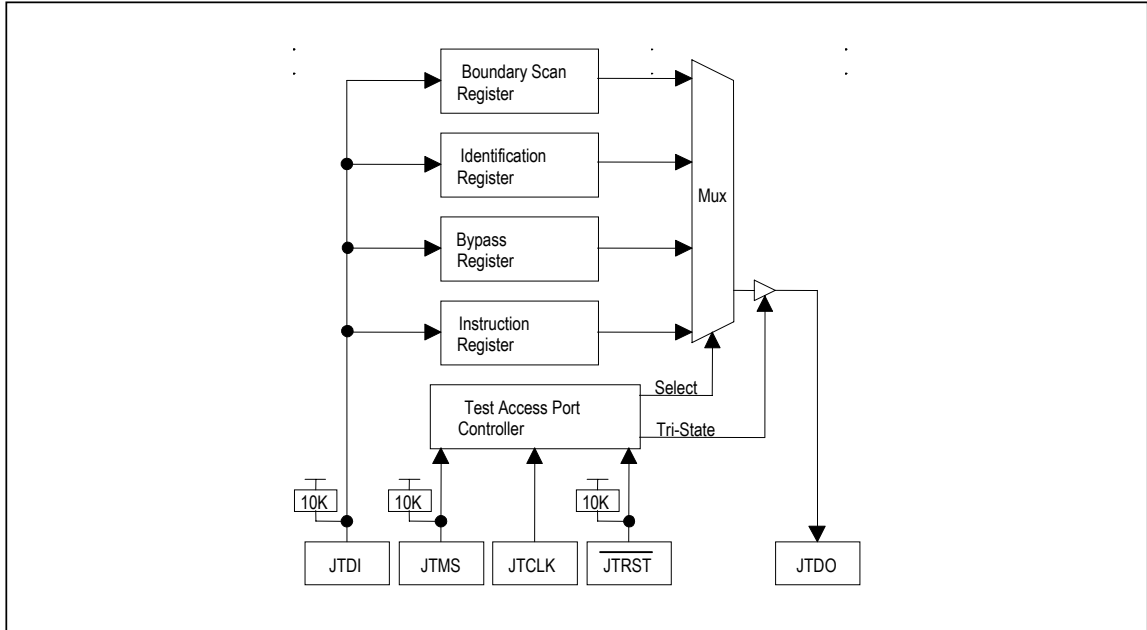 Boundary Scan
Register
Identification
Register
Mux
Bypass
Register
Instruction
Register
Select
Test Access Port
Controller
Tri-State
10K
10K
10K
JTDI
JTMS
JTCLK
JTRST
JTDO